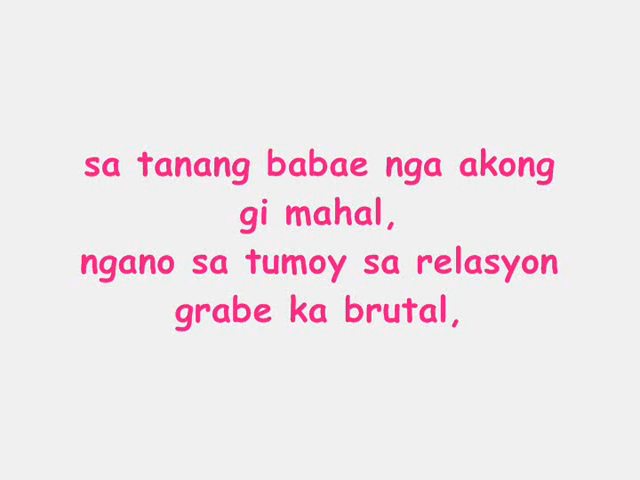 sa tanang babae nga akong
gi mahal,
ngano sa tumoy sa relasyon
grabe ka brutal,